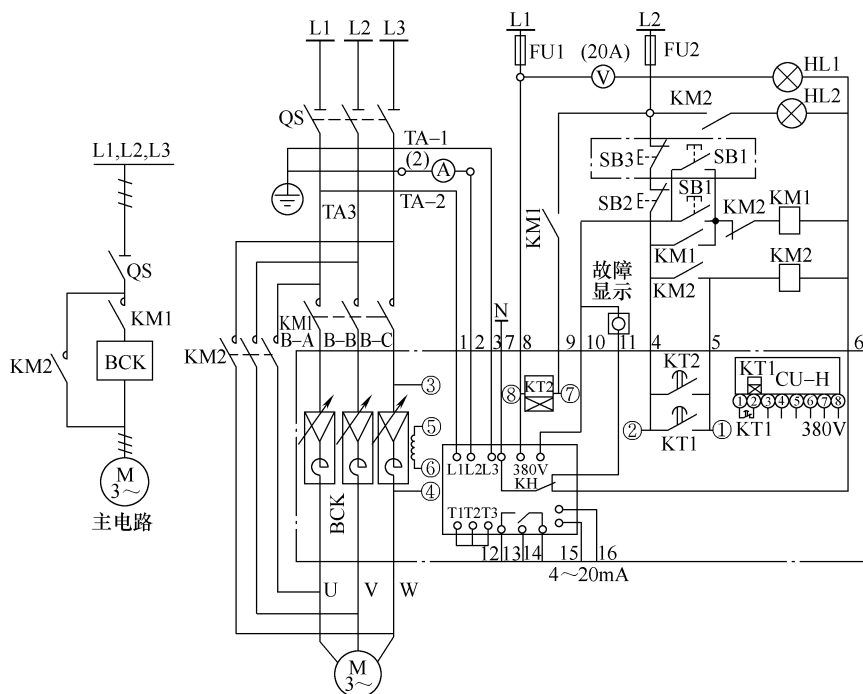 L1 L2 L3
L1 L2
FU1 (20A) FU2
V HL1
KM2 HL2
QS
TA-1
(2) A
SB3 SB1
L1,L2,L3
TA3 TA-2
SB1
SB2 KM2 KM1
KM1
KM1
KM2
KM2
故障
显示
QS
KM1
KM2 BCK
N
KM1
B-A B-B B-C
KM2
1 2 3 7 8 9 10 11 4 5 6
③
⑧ KT2 ⑦
KT2
KT1 CU-H
① ② ③ ④ ⑤ ⑥ ⑦ ⑧
KT1 380V
② ①
KT1
⑤
⑥
④
L1 L2 L3 380V
KH
BCK
T1 T2 T3
12 13 14 15 16
4～20mA
M
3～
主电路
U V W
M
3～